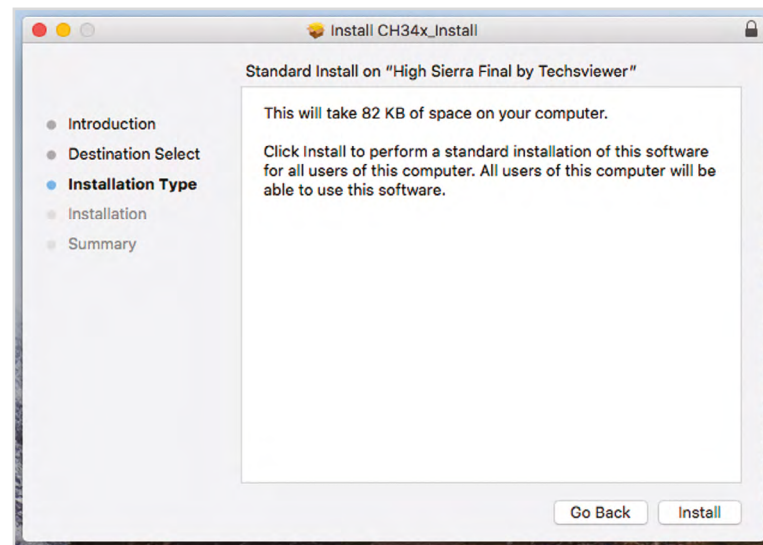 Install CH34x_Install
Standard Install on “High Sierra Final by Techsviewer”
Introduction
Destination Select
Installation Type
Installation
Summary
This will take 82 KB of space on your computer.
Click Install to perform a standard installation of this software
for all users of this computer. All users of this computer will be
able to use this software.
Go Back
Install